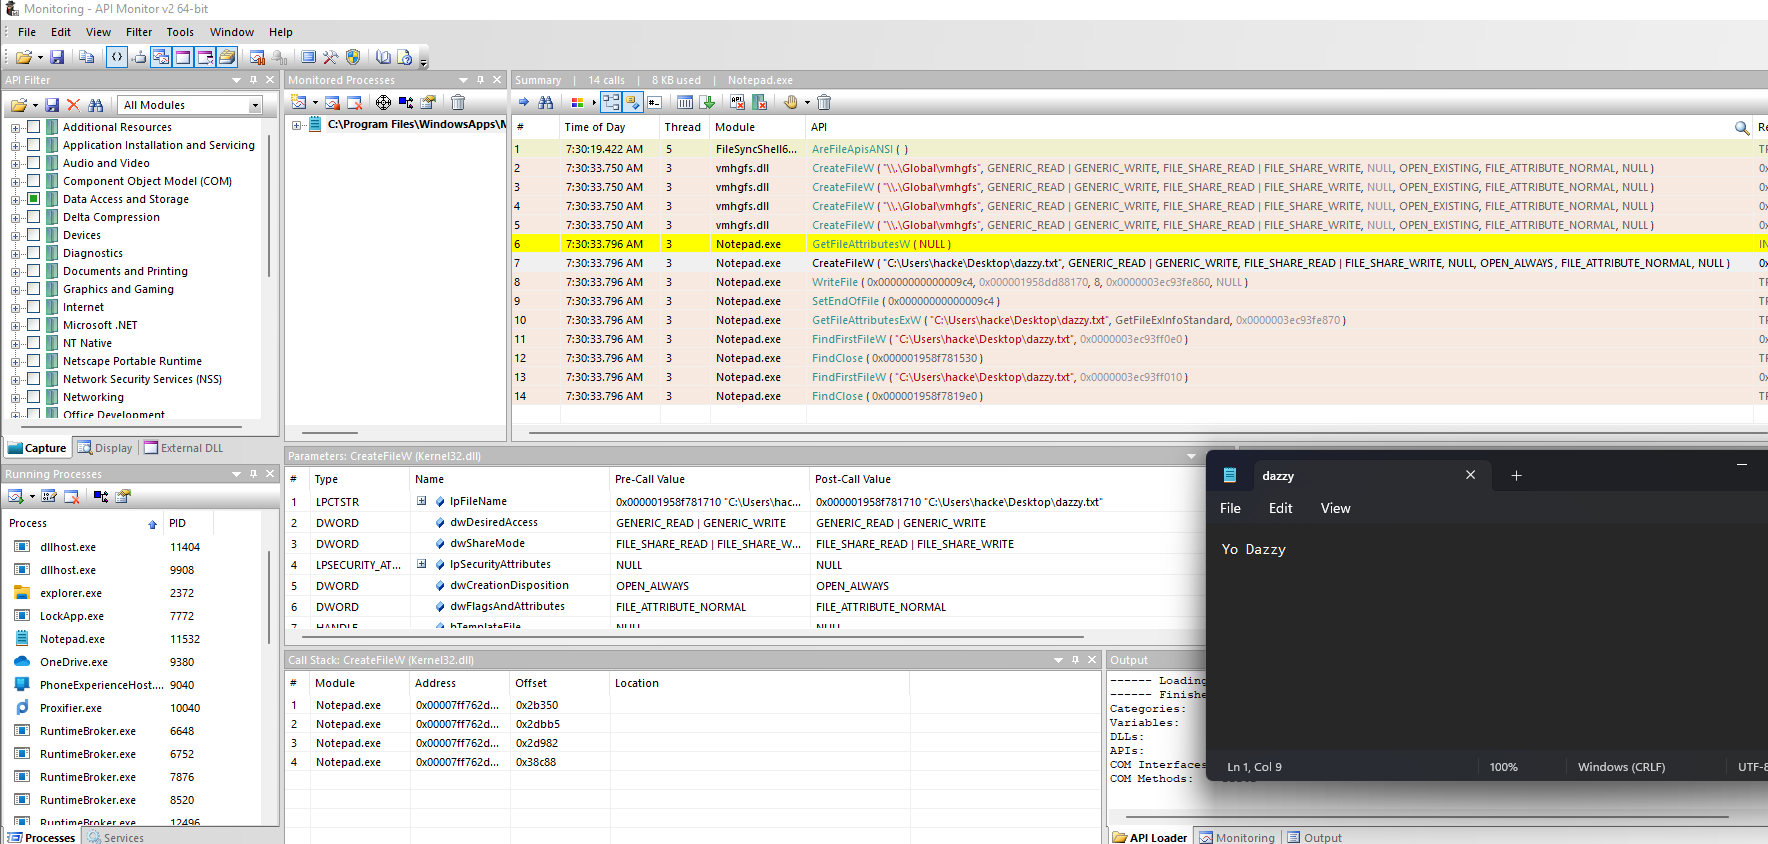 Monitoring - API Monitor v2 64-bit
File Edit View Filter Tools Window Help
API Filter
All Modules
Additional Resources
Application Installation and Servicing
Audio and Video
Component Object Model (COM)
Data Access and Storage
Delta Compression
Devices
Diagnostics
Documents and Printing
Graphics and Gaming
Internet
Microsoft .NET
NT Native
Netscape Portable Runtime
Network Security Services (NSS)
Networking
Office Development
Capture Display External DLL
Monitored Processes
C:\Program Files\WindowsApps\M
Summary | 14 calls | 8 KB used | Notepad.exe
# Time of Day Thread Module API Re
1 7:30:19.422 AM 5 FileSyncShell6... AreFileApisANSI ( ) TR
2 7:30:33.750 AM 3 vmhgfs.dll CreateFileW ( "\\.\Global\vmhgfs", GENERIC_READ | GENERIC_WRITE, FILE_SHARE_READ | FILE_SHARE_WRITE, NULL, OPEN_EXISTING, FILE_ATTRIBUTE_NORMAL, NULL ) 0x
3 7:30:33.750 AM 3 vmhgfs.dll CreateFileW ( "\\.\Global\vmhgfs", GENERIC_READ | GENERIC_WRITE, FILE_SHARE_READ | FILE_SHARE_WRITE, NULL, OPEN_EXISTING, FILE_ATTRIBUTE_NORMAL, NULL ) 0x
4 7:30:33.750 AM 3 vmhgfs.dll CreateFileW ( "\\.\Global\vmhgfs", GENERIC_READ | GENERIC_WRITE, FILE_SHARE_READ | FILE_SHARE_WRITE, NULL, OPEN_EXISTING, FILE_ATTRIBUTE_NORMAL, NULL ) 0x
5 7:30:33.750 AM 3 vmhgfs.dll CreateFileW ( "\\.\Global\vmhgfs", GENERIC_READ | GENERIC_WRITE, FILE_SHARE_READ | FILE_SHARE_WRITE, NULL, OPEN_EXISTING, FILE_ATTRIBUTE_NORMAL, NULL ) 0x
6 7:30:33.796 AM 3 Notepad.exe GetFileAttributesW ( NULL ) IN
7 7:30:33.796 AM 3 Notepad.exe CreateFileW ( "C:\Users\hacke\Desktop\dazzy.txt", GENERIC_READ | GENERIC_WRITE, FILE_SHARE_READ | FILE_SHARE_WRITE, NULL, OPEN_ALWAYS, FILE_ATTRIBUTE_NORMAL, NULL ) 0x
8 7:30:33.796 AM 3 Notepad.exe WriteFile ( 0x00000000000009c4, 0x000001958dd88170, 8, 0x0000003ec93fe860, NULL ) TR
9 7:30:33.796 AM 3 Notepad.exe SetEndOfFile ( 0x00000000000009c4 ) TR
10 7:30:33.796 AM 3 Notepad.exe GetFileAttributesExW ( "C:\Users\hacke\Desktop\dazzy.txt", GetFileExInfoStandard, 0x0000003ec93fe870 ) TR
11 7:30:33.796 AM 3 Notepad.exe FindFirstFileW ( "C:\Users\hacke\Desktop\dazzy.txt", 0x0000003ec93ff0e0 ) 0x
12 7:30:33.796 AM 3 Notepad.exe FindClose ( 0x000001958f781530 ) TR
13 7:30:33.796 AM 3 Notepad.exe FindFirstFileW ( "C:\Users\hacke\Desktop\dazzy.txt", 0x0000003ec93ff010 ) 0x
14 7:30:33.796 AM 3 Notepad.exe FindClose ( 0x000001958f7819e0 ) TR
Running Processes
Process PID
dllhost.exe 11404
dllhost.exe 9908
explorer.exe 2372
LockApp.exe 7772
Notepad.exe 11532
OneDrive.exe 9380
PhoneExperienceHost.... 9040
Proxifier.exe 10040
RuntimeBroker.exe 6648
RuntimeBroker.exe 6752
RuntimeBroker.exe 7876
RuntimeBroker.exe 8520
RuntimeBroker.exe 12496
Processes Services
Parameters: CreateFileW (Kernel32.dll)
# Type Name Pre-Call Value Post-Call Value
1 LPCTSTR lpFileName 0x000001958f781710 "C:\Users\hac... 0x000001958f781710 "C:\Users\hacke\Desktop\dazzy.txt"
2 DWORD dwDesiredAccess GENERIC_READ | GENERIC_WRITE GENERIC_READ | GENERIC_WRITE
3 DWORD dwShareMode FILE_SHARE_READ | FILE_SHARE_W... FILE_SHARE_READ | FILE_SHARE_WRITE
4 LPSECURITY_AT... lpSecurityAttributes NULL NULL
5 DWORD dwCreationDisposition OPEN_ALWAYS OPEN_ALWAYS
6 DWORD dwFlagsAndAttributes FILE_ATTRIBUTE_NORMAL FILE_ATTRIBUTE_NORMAL
7 HANDLE hTemplateFile NULL NULL
Call Stack: CreateFileW (Kernel32.dll)
# Module Address Offset Location
1 Notepad.exe 0x00007ff762d... 0x2b350
2 Notepad.exe 0x00007ff762d... 0x2dbb5
3 Notepad.exe 0x00007ff762d... 0x2d982
4 Notepad.exe 0x00007ff762d... 0x38c88
Output
------ Loading
------ Finishe
Categories:
Variables:
DLLs:
APIs:
COM Interfaces
COM Methods:
API Loader Monitoring Output
dazzy
File Edit View
Yo Dazzy
Ln 1, Col 9 100% Windows (CRLF) UTF-8